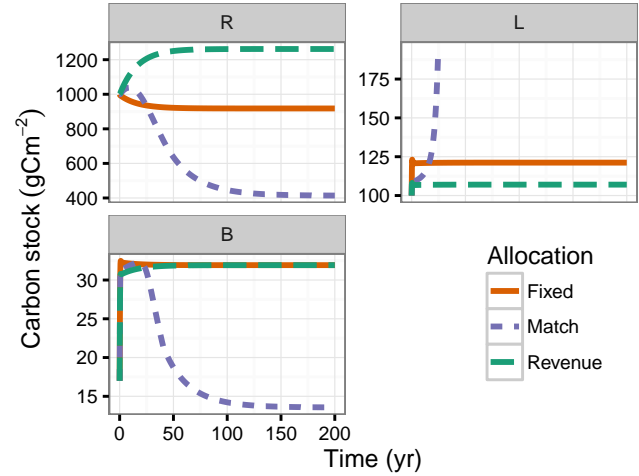 R
L
1200
1000
800
600
400
175
150
125
100
B
30
25
20
15
0
50
100
150
200
Time (yr)
Carbon stock (gCm⁻²)
Allocation
Fixed
Match
Revenue